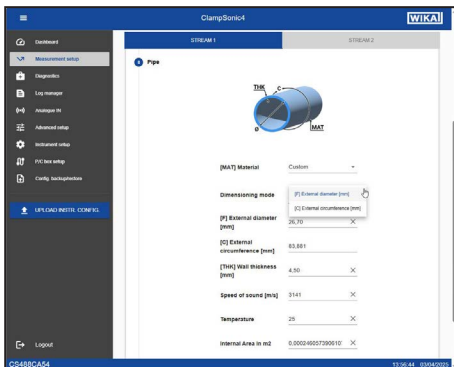 ClampSonic4
WIKAI
Dashboard
Measurement setup
Diagnostics
Log manager
Analogue IN
Advanced setup
Instrument setup
P/C box setup
Config. backup/restore
UPLOAD INSTR. CONFIG.
Logout
CS488CA54
STREAM 1
STREAM 2
Pipe
THK
C
Ø
MAT
[MAT] Material
Custom
Dimensioning mode
[F] External diameter [mm]
[C] External circumference [mm]
[F] External diameter
[mm]
26,70
[C] External
circumference [mm]
83,881
[THK] Wall thickness
[mm]
4,50
Speed of sound [m/s]
3141
Temperature
25
Internal Area in m2
0,000246057390610
13:56:44 03/04/2025